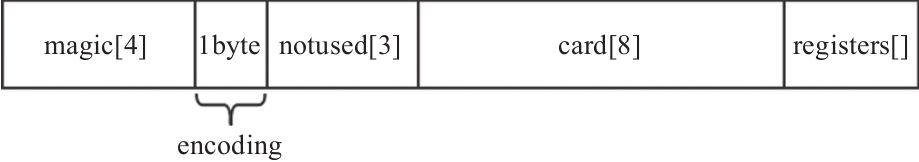 magic[4] 1byte notused[3] card[8] registers[]
encoding